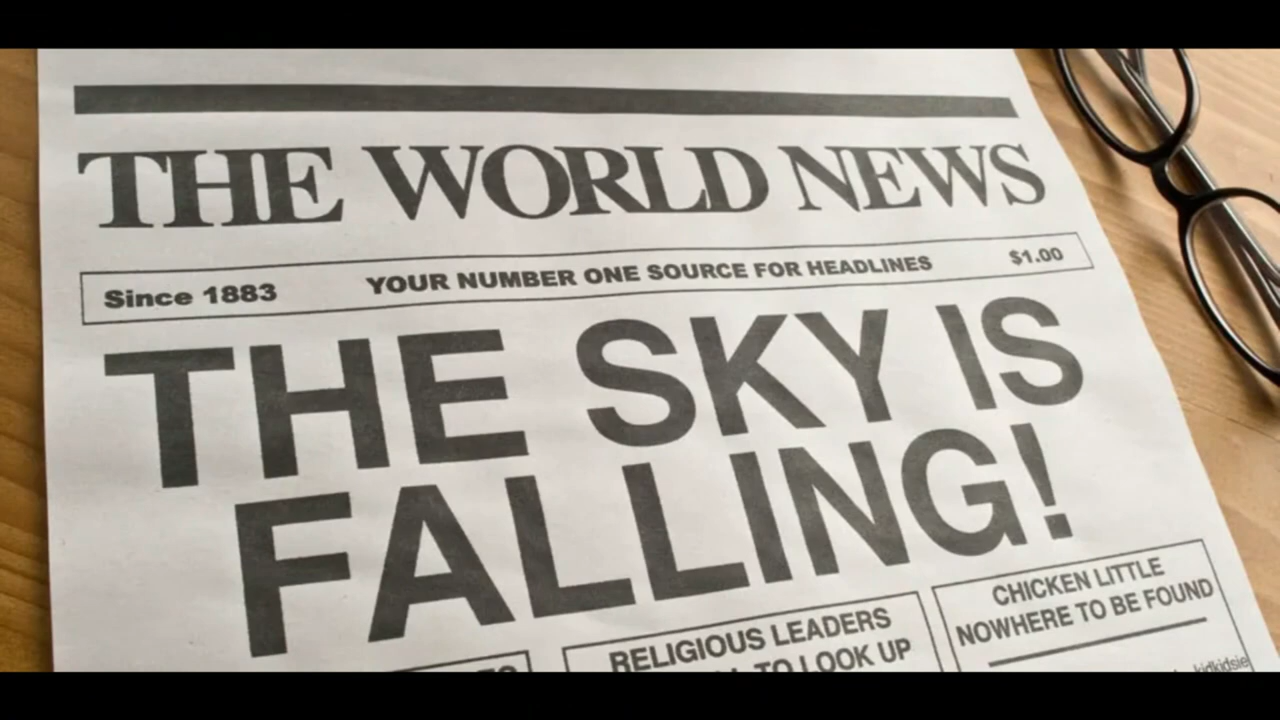 THE WORLD NEWS
Since 1883 YOUR NUMBER ONE SOURCE FOR HEADLINES $1.00
THE SKY IS
FALLING!
RELIGIOUS LEADERS
TO LOOK UP
CHICKEN LITTLE
NOWHERE TO BE FOUND